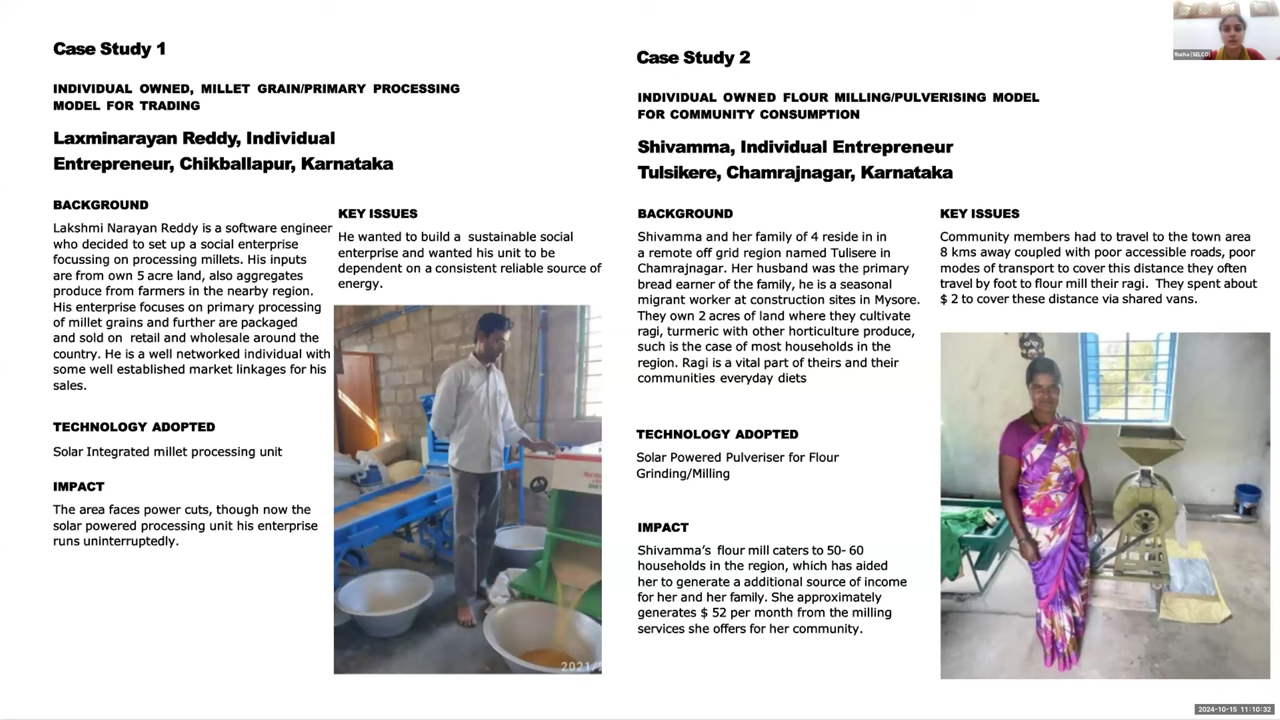 Case Study 1
INDIVIDUAL OWNED, MILLET GRAIN/PRIMARY PROCESSING
MODEL FOR TRADING
Laxminarayan Reddy, Individual
Entrepreneur, Chikballapur, Karnataka
BACKGROUND
Lakshmi Narayan Reddy is a software engineer
who decided to set up a social enterprise
focussing on processing millets. His inputs
are from own 5 acre land, also aggregates
produce from farmers in the nearby region.
His enterprise focuses on primary processing
of millet grains and further are packaged
and sold on retail and wholesale around the
country. He is a well networked individual with
some well established market linkages for his
sales.
TECHNOLOGY ADOPTED
Solar Integrated millet processing unit
IMPACT
The area faces power cuts, though now the
solar powered processing unit his enterprise
runs uninterruptedly.
KEY ISSUES
He wanted to build a sustainable social
enterprise and wanted his unit to be
dependent on a consistent reliable source of
energy.
2021/
Case Study 2
INDIVIDUAL OWNED FLOUR MILLING/PULVERISING MODEL
FOR COMMUNITY CONSUMPTION
Shivamma, Individual Entrepreneur
Tulsikere, Chamrajnagar, Karnataka
BACKGROUND
Shivamma and her family of 4 reside in in
a remote off grid region named Tulisere in
Chamrajnagar. Her husband was the primary
bread earner of the family, he is a seasonal
migrant worker at construction sites in Mysore.
They own 2 acres of land where they cultivate
ragi, turmeric with other horticulture produce,
such is the case of most households in the
region. Ragi is a vital part of theirs and their
communities everyday diets
TECHNOLOGY ADOPTED
Solar Powered Pulveriser for Flour
Grinding/Milling
IMPACT
Shivamma's flour mill caters to 50- 60
households in the region, which has aided
her to generate a additional source of income
for her and her family. She approximately
generates $ 52 per month from the milling
services she offers for her community.
KEY ISSUES
Community members had to travel to the town area
8 kms away coupled with poor accessible roads, poor
modes of transport to cover this distance they often
travel by foot to flour mill their ragi. They spent about
$ 2 to cover these distance via shared vans.
Rucha (SELCO)
2024-10-15 11:10:32